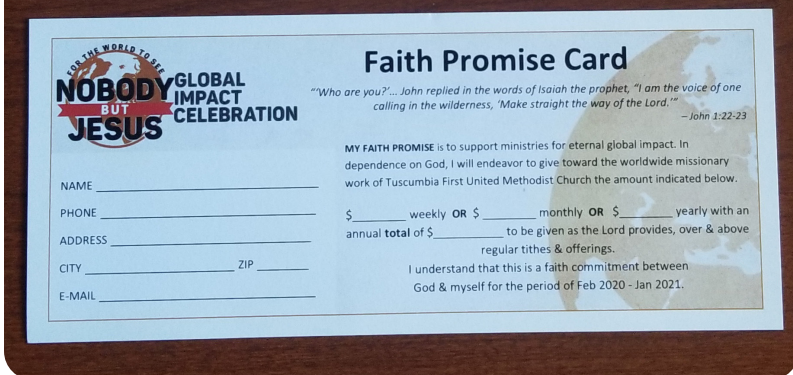 FOR THE WORLD TO SEE
NOBODY
BUT
JESUS
GLOBAL
IMPACT
CELEBRATION
NAME
PHONE
ADDRESS
CITY ZIP
E-MAIL
Faith Promise Card
"'Who are you?'... John replied in the words of Isaiah the prophet, "I am the voice of one
calling in the wilderness, 'Make straight the way of the Lord.'"
– John 1:22-23
MY FAITH PROMISE is to support ministries for eternal global impact. In
dependence on God, I will endeavor to give toward the worldwide missionary
work of Tuscumbia First United Methodist Church the amount indicated below.
$________ weekly OR $ ________ monthly OR $________ yearly with an
annual total of $___________ to be given as the Lord provides, over & above
regular tithes & offerings.
I understand that this is a faith commitment between
God & myself for the period of Feb 2020 - Jan 2021.